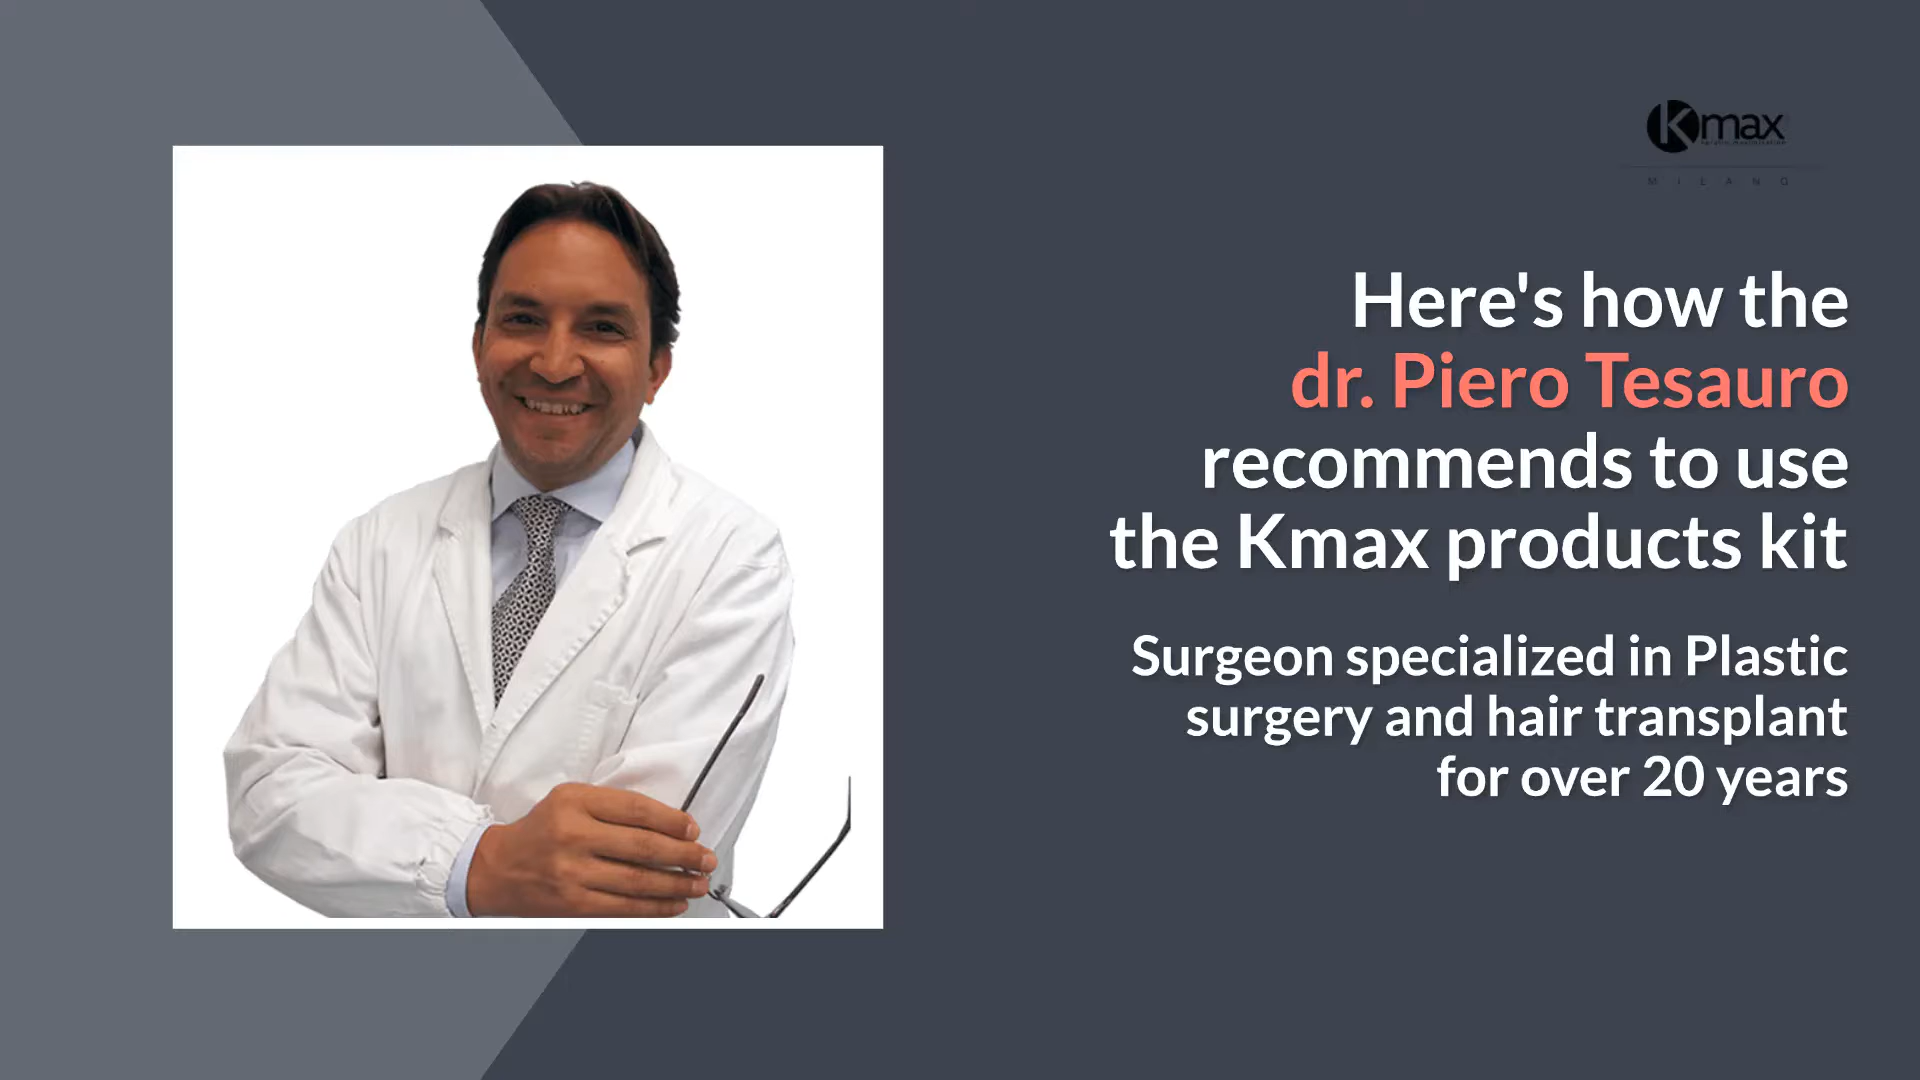 Kmax
MILANO
Here's how the
dr. Piero Tesauro
recommends to use
the Kmax products kit
Surgeon specialized in Plastic
surgery and hair transplant
for over 20 years